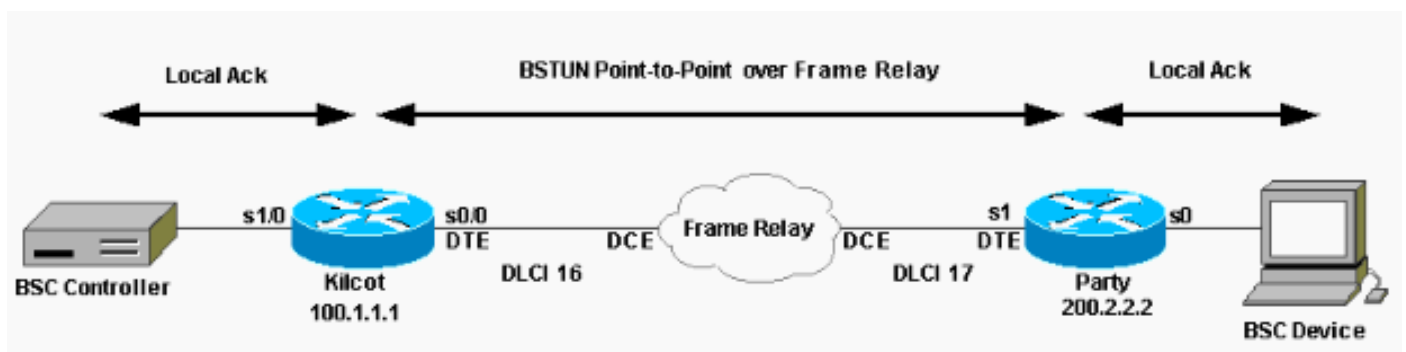 Local Ack
BSTUN Point-to-Point over Frame Relay
Local Ack
s1/0
s0/0
DTE
DCE
Frame Relay
DCE
s1
DTE
s0
DLCI 16
DLCI 17
BSC Controller
Kilcot
100.1.1.1
Party
200.2.2.2
BSC Device